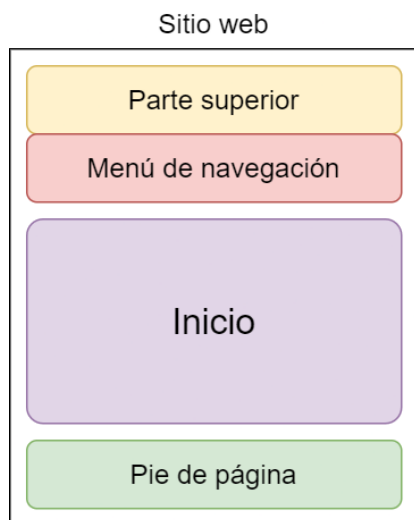 Sitio web
Parte superior
Menú de navegación
Inicio
Pie de página